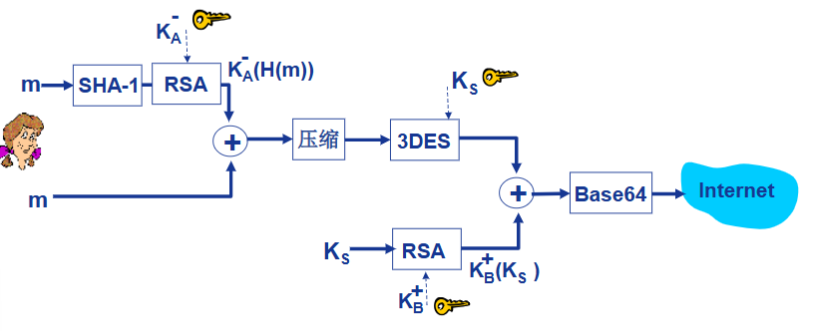 K_A^-
m
SHA-1
RSA
K_A^-(H(m))
+
m
压缩
K_S
3DES
+
Base64
Internet
K_S
RSA
K_B^+(K_S )
K_B^+